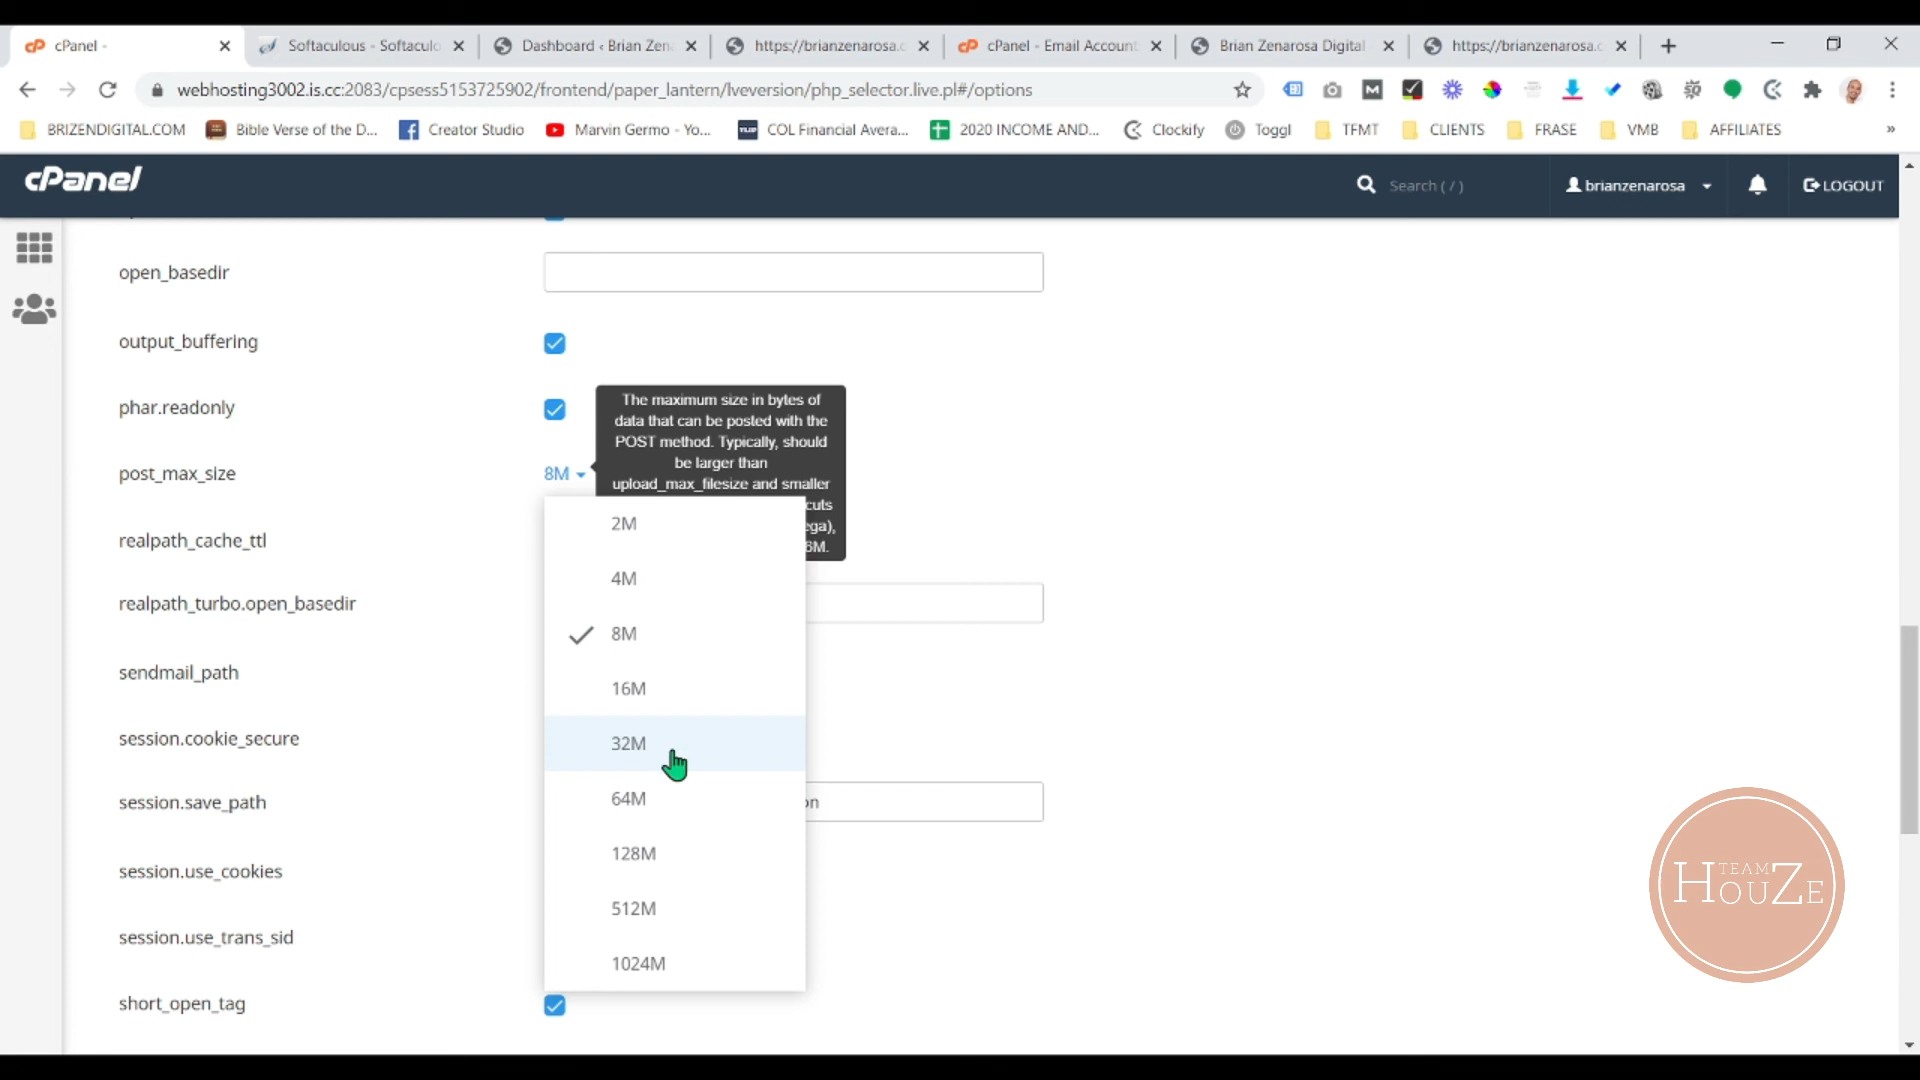 cPanel -
Softaculous - Softaculo
Dashboard ‹ Brian Zena
https://brianzenarosa.c
cPanel - Email Account
Brian Zenarosa Digital
https://brianzenarosa.c
webhosting3002.is.cc:2083/cpsess5153725902/frontend/paper_lantern/lveversion/php_selector.live.pl#/options
BRIZENDIGITAL.COM
Bible Verse of the D...
Creator Studio
Marvin Germo - Yo...
COL Financial Avera...
2020 INCOME AND...
Clockify
Toggl
TFMT
CLIENTS
FRASE
VMB
AFFILIATES
»
cPanel
Search ( / )
brianzenarosa
LOGOUT
open_basedir
output_buffering
phar.readonly
The maximum size in bytes of
data that can be posted with the
POST method. Typically, should
be larger than
upload_max_filesize and smaller
cuts
ega),
6M.
post_max_size
8M
2M
4M
8M
16M
32M
64M
128M
512M
1024M
realpath_cache_ttl
realpath_turbo.open_basedir
sendmail_path
session.cookie_secure
session.save_path
on
session.use_cookies
session.use_trans_sid
short_open_tag
TEAM
HOUZE